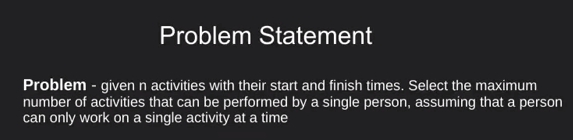 Problem Statement
Problem - given n activities with their start and finish times. Select the maximum
number of activities that can be performed by a single person, assuming that a person
can only work on a single activity at a time